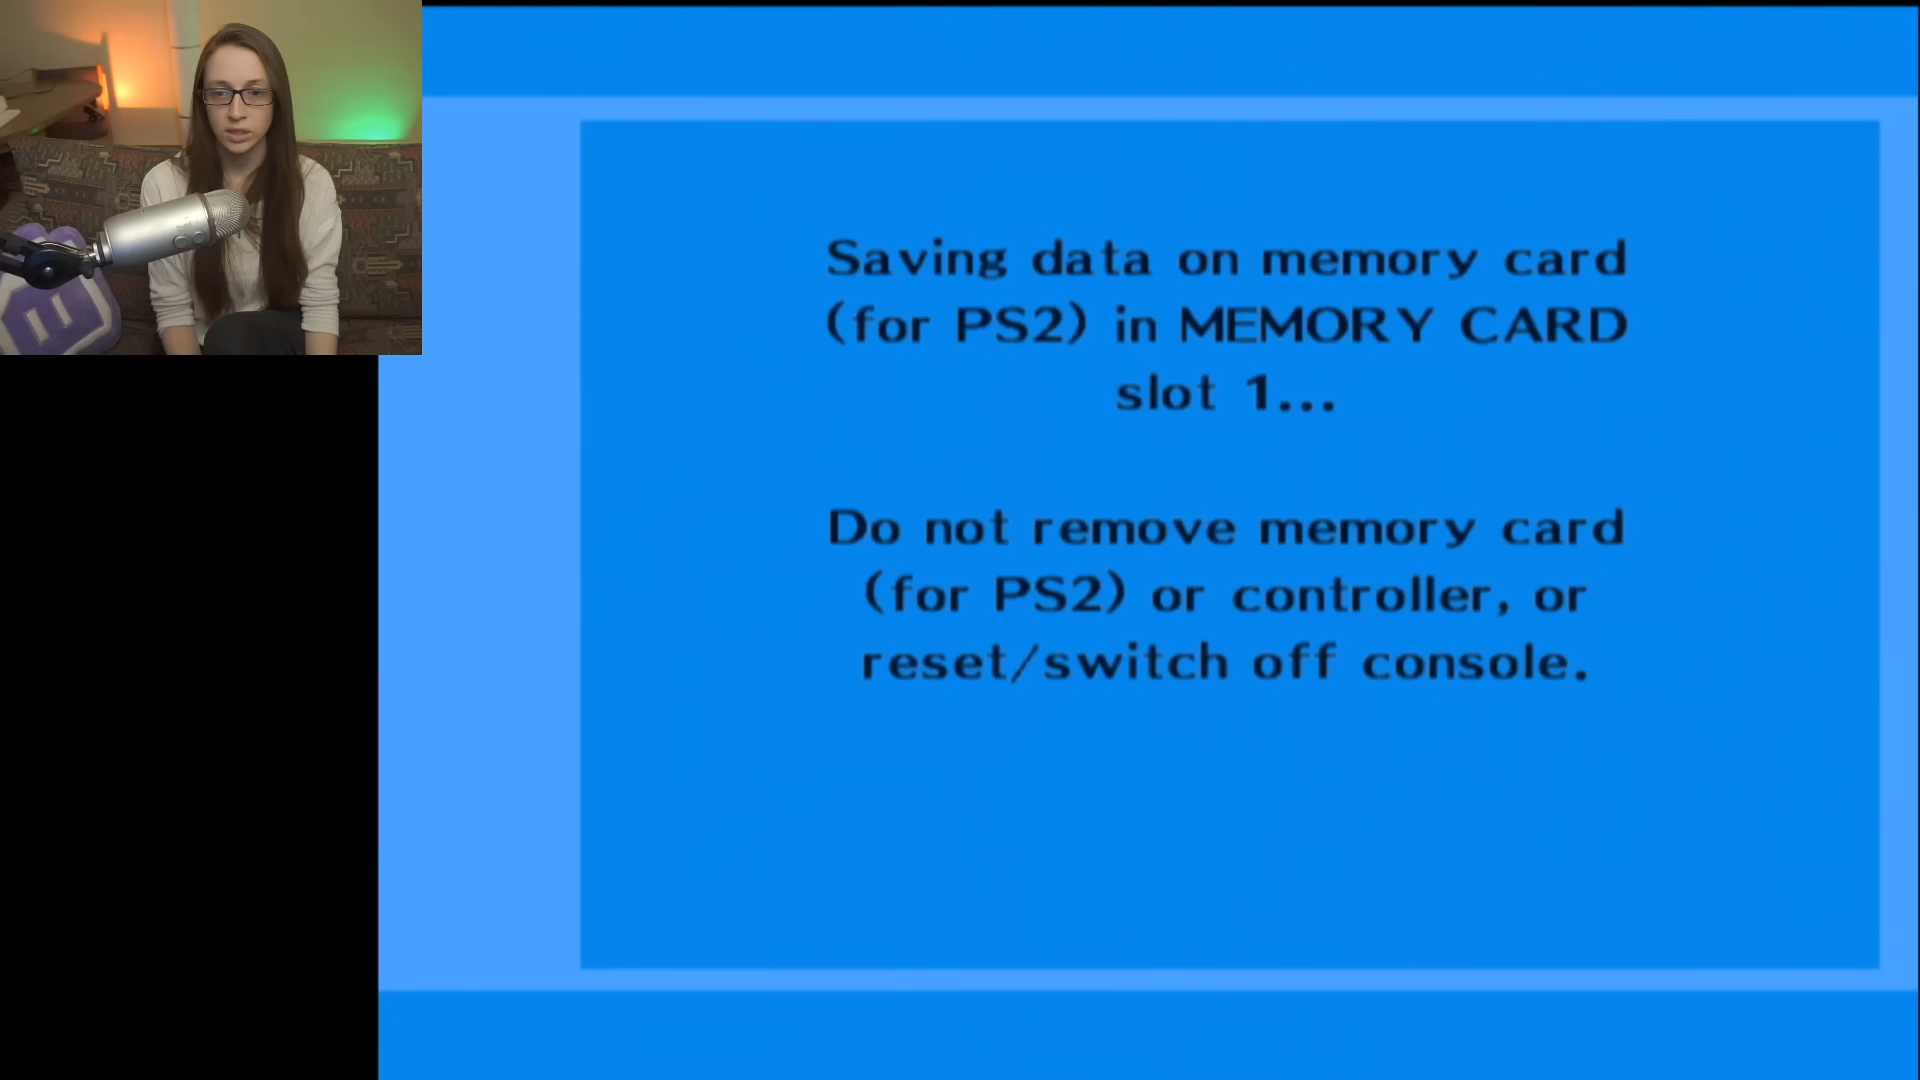 Saving data on memory card
(for PS2) in MEMORY CARD
slot 1...
Do not remove memory card
(for PS2) or controller, or
reset/switch off console.